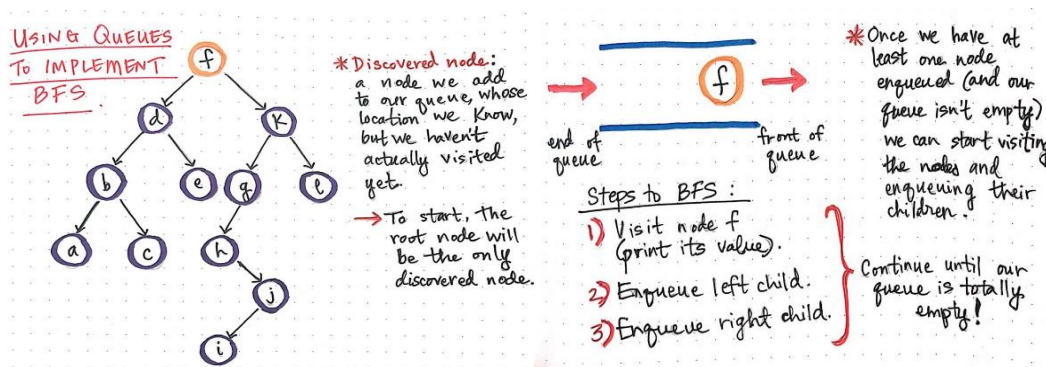 USING QUEUES
TO IMPLEMENT
BFS.
f
d
K
b
e
g
l
a
c
h
j
i
*Discovered node:
a node we add
to our queue, whose
location we know,
but we haven't
actually visited
yet.
→ To start, the
root node will
be the only
discovered node.
f
end of
queue
front of
queue
Steps to BFS:
1) Visit node f
(print its value).
2) Enqueue left child.
3) Enqueue right child.
*Once we have at
least one node
enqueued (and our
queue isn't empty)
we can start visiting
the nodes and
enqueuing their
children.
Continue until our
queue is totally
empty!